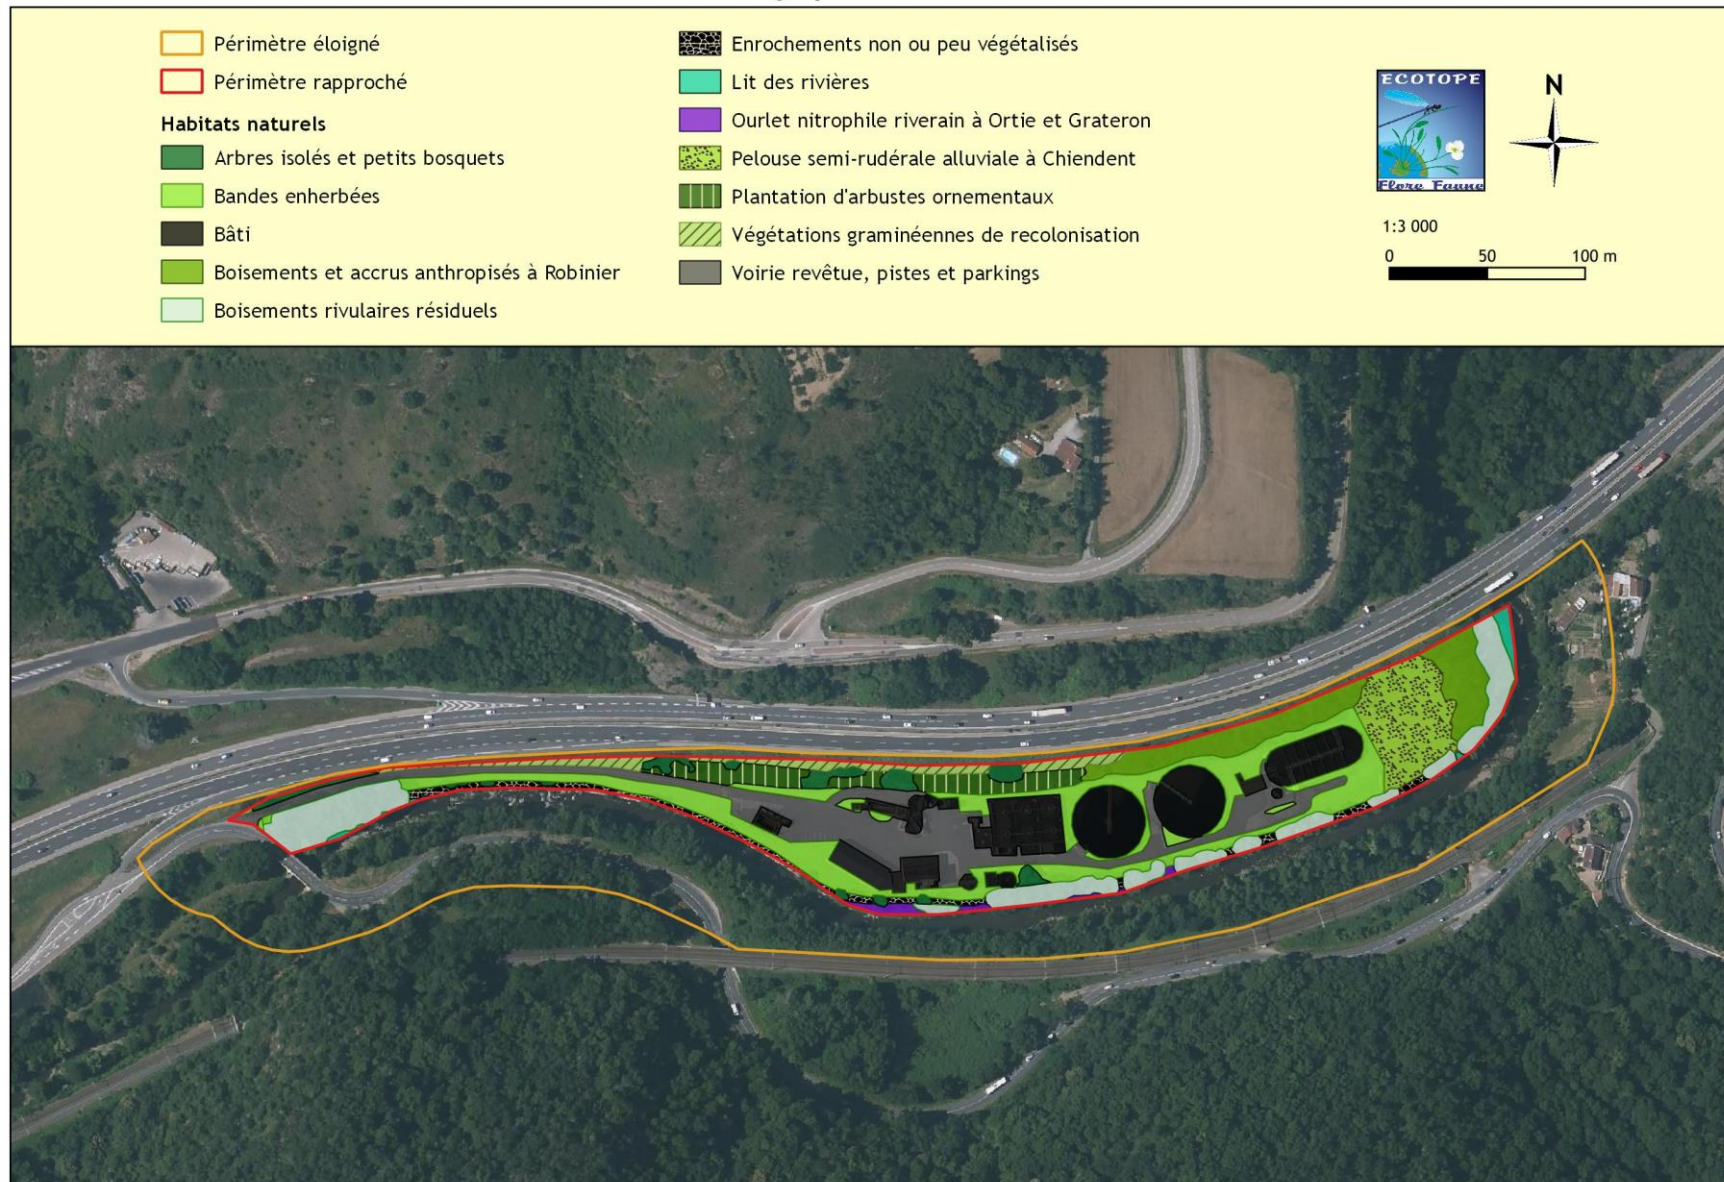 Périmètre éloigné
Périmètre rapproché
Habitats naturels
Arbres isolés et petits bosquets
Bandes enherbées
Bâti
Boisements et accrus anthropisés à Robinier
Boisements rivulaires résiduels
Enrochements non ou peu végétalisés
Lit des rivières
Ourlet nitrophile riverain à Ortie et Grateron
Pelouse semi-rudérale alluviale à Chiendent
Plantation d'arbustes ornementaux
Végétations graminéennes de recolonisation
Voirie revêtue, pistes et parkings
ECOTOPE
Flore Faune
N
1:3 000
0 50 100 m